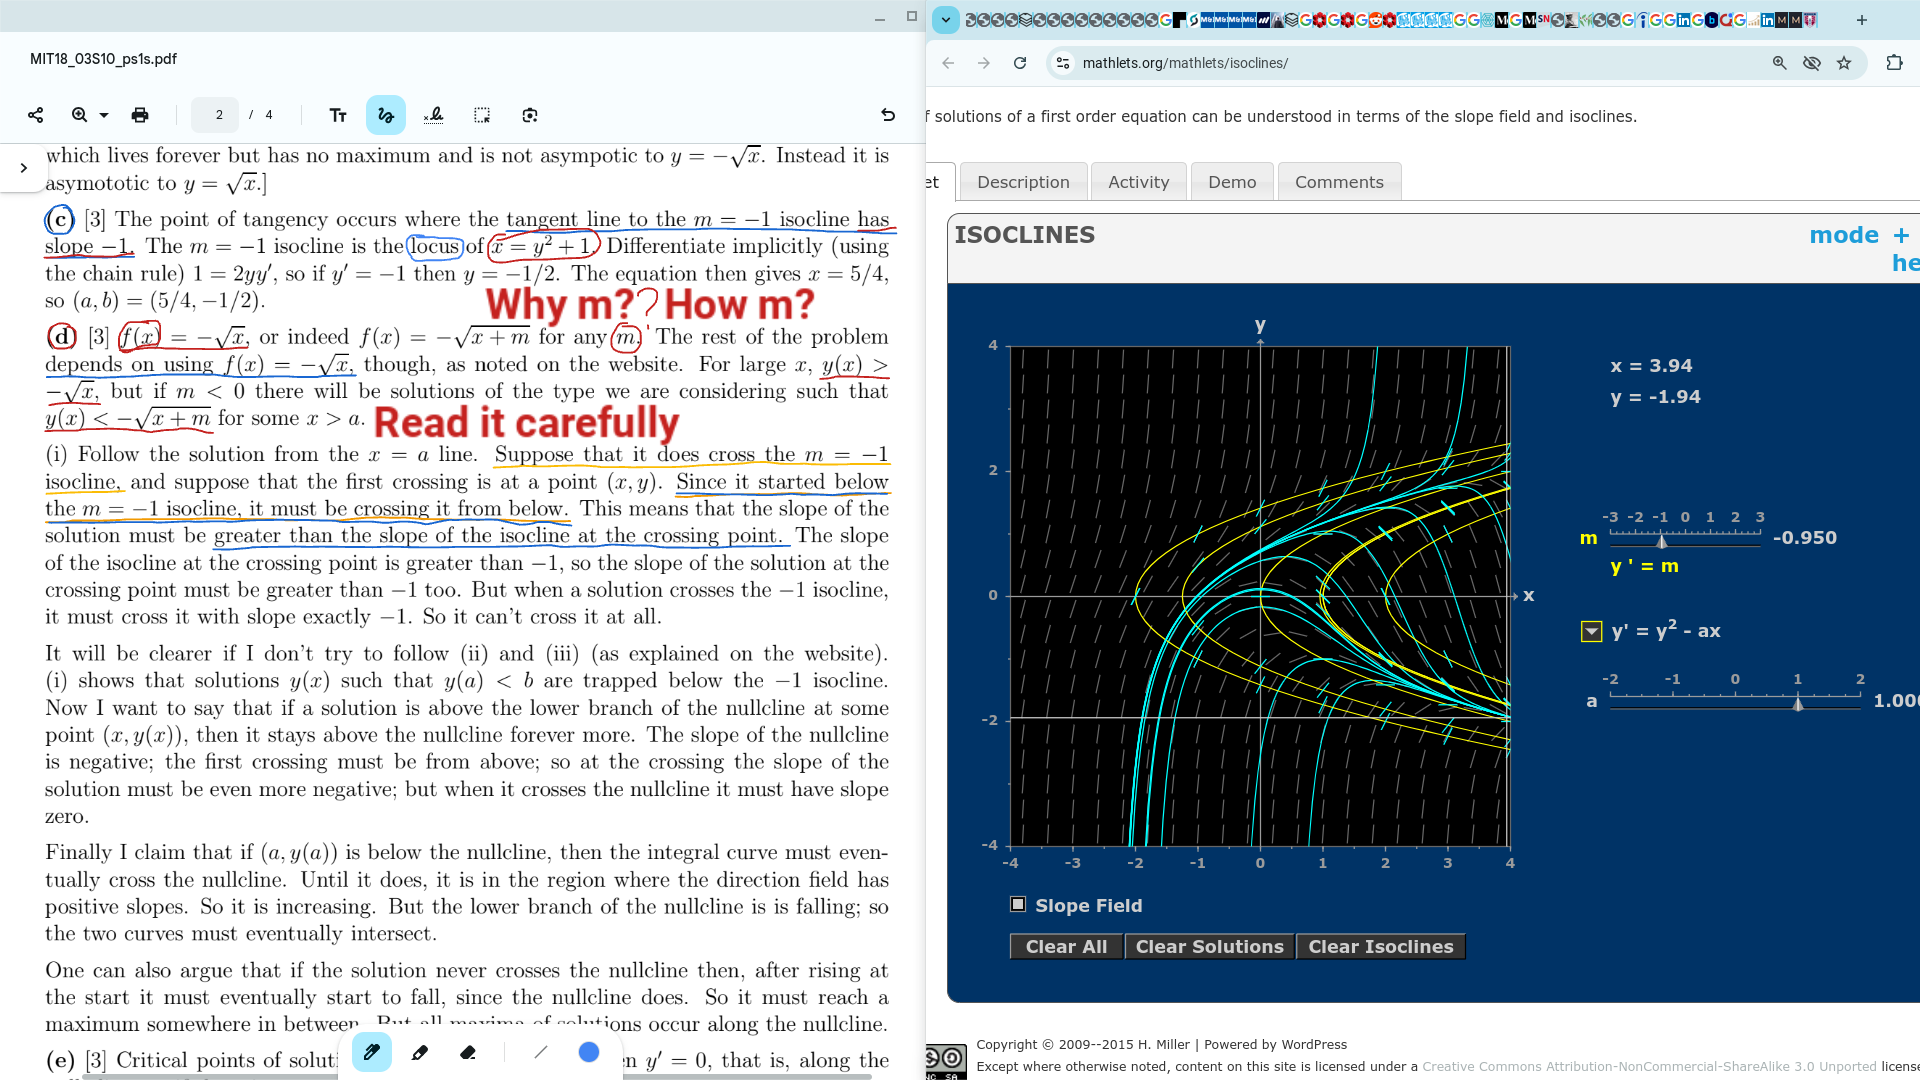 MIT18_03S10_ps1s.pdf
2 / 4
which lives forever but has no maximum and is not asympotic to y = −√x. Instead it is
asymototic to y = √x.]
(c) [3] The point of tangency occurs where the tangent line to the m = −1 isocline has
slope −1. The m = −1 isocline is the locus of x = y² + 1. Differentiate implicitly (using
the chain rule) 1 = 2yy′, so if y′ = −1 then y = −1/2. The equation then gives x = 5/4,
so (a, b) = (5/4, −1/2).
Why m?? How m?
(d) [3] f(x) = −√x, or indeed f(x) = −√x + m for any m. The rest of the problem
depends on using f(x) = −√x, though, as noted on the website. For large x, y(x) >
−√x, but if m < 0 there will be solutions of the type we are considering such that
y(x) < −√x + m for some x > a.
Read it carefully
(i) Follow the solution from the x = a line. Suppose that it does cross the m = −1
isocline, and suppose that the first crossing is at a point (x, y). Since it started below
the m = −1 isocline, it must be crossing it from below. This means that the slope of the
solution must be greater than the slope of the isocline at the crossing point. The slope
of the isocline at the crossing point is greater than −1, so the slope of the solution at the
crossing point must be greater than −1 too. But when a solution crosses the −1 isocline,
it must cross it with slope exactly −1. So it can't cross it at all.
It will be clearer if I don't try to follow (ii) and (iii) (as explained on the website).
(i) shows that solutions y(x) such that y(a) < b are trapped below the −1 isocline.
Now I want to say that if a solution is above the lower branch of the nullcline at some
point (x, y(x)), then it stays above the nullcline forever more. The slope of the nullcline
is negative; the first crossing must be from above; so at the crossing the slope of the
solution must be even more negative; but when it crosses the nullcline it must have slope
zero.
Finally I claim that if (a, y(a)) is below the nullcline, then the integral curve must even-
tually cross the nullcline. Until it does, it is in the region where the direction field has
positive slopes. So it is increasing. But the lower branch of the nullcline is is falling; so
the two curves must eventually intersect.
One can also argue that if the solution never crosses the nullcline then, after rising at
the start it must eventually start to fall, since the nullcline does. So it must reach a
maximum somewhere in between. But all maxima of solutions occur along the nullcline.
(e) [3] Critical points of soluti en y′ = 0, that is, along the
mathlets.org/mathlets/isoclines/
f solutions of a first order equation can be understood in terms of the slope field and isoclines.
et Description Activity Demo Comments
ISOCLINES
mode +
he
y
4
2
0
-2
-4
-4 -3 -2 -1 0 1 2 3 4
x
x = 3.94
y = -1.94
-3 -2 -1 0 1 2 3
m -0.950
y ' = m
y' = y² - ax
-2 -1 0 1 2
a 1.000
Slope Field
Clear All Clear Solutions Clear Isoclines
Copyright © 2009--2015 H. Miller | Powered by WordPress
Except where otherwise noted, content on this site is licensed under a Creative Commons Attribution-NonCommercial-ShareAlike 3.0 Unported license